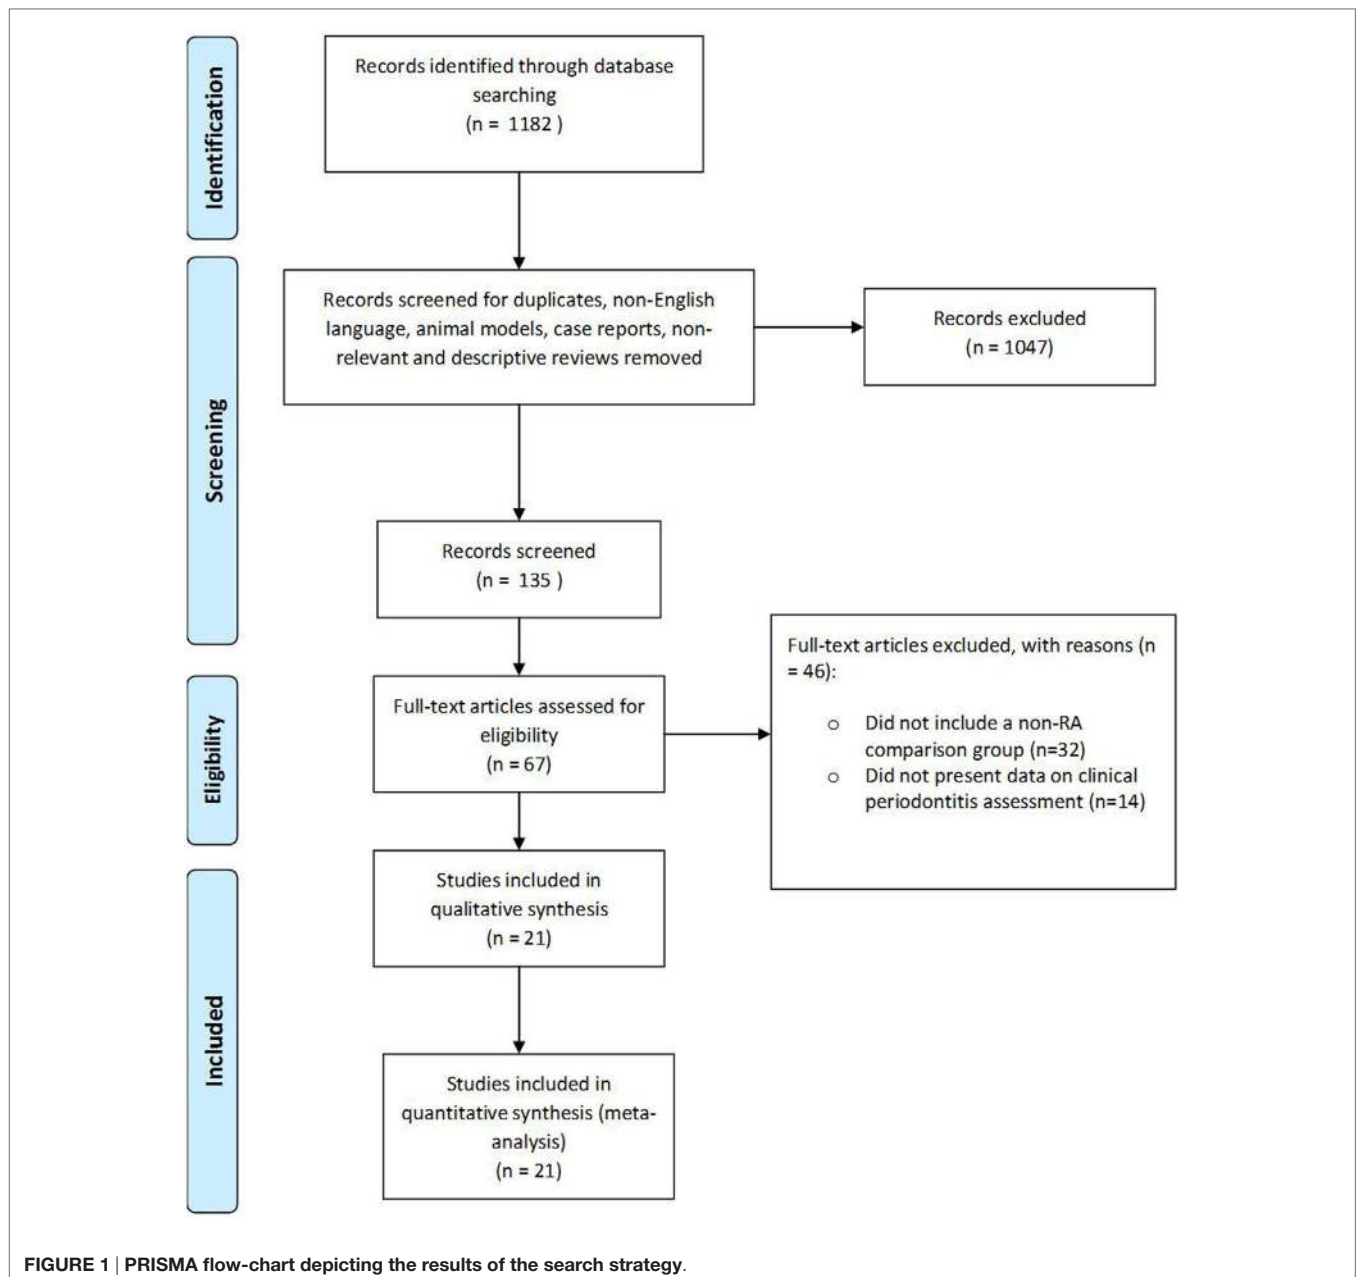 Identification
Records identified through database
searching
(n = 1182 )
Screening
Records screened for duplicates, non-English
language, animal models, case reports, non-
relevant and descriptive reviews removed
Records excluded
(n = 1047)
Records screened
(n = 135 )
Eligibility
Full-text articles assessed for
eligibility
(n = 67)
Full-text articles excluded, with reasons (n
= 46):
o Did not include a non-RA
comparison group (n=32)
o Did not present data on clinical
periodontitis assessment (n=14)
Included
Studies included in
qualitative synthesis
(n = 21)
Studies included in
quantitative synthesis (meta-
analysis)
(n = 21)
FIGURE 1 | PRISMA flow-chart depicting the results of the search strategy.